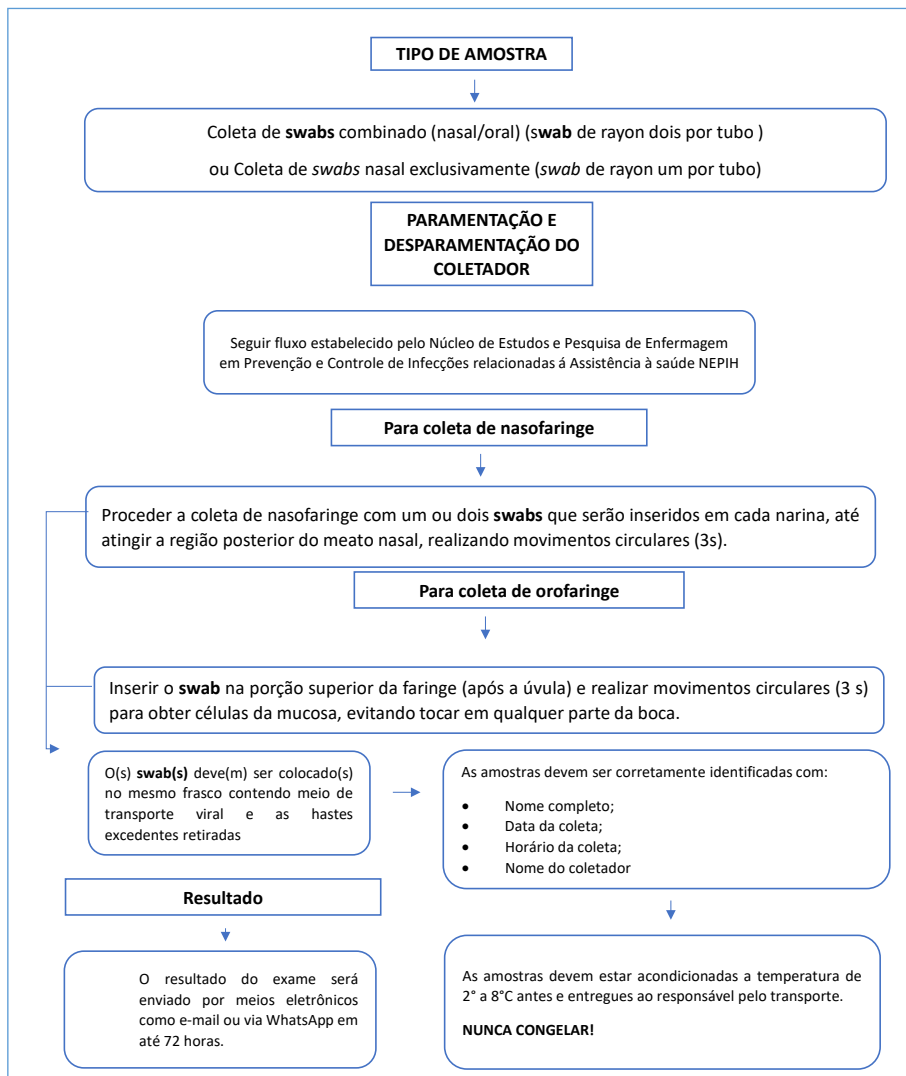 TIPO DE AMOSTRA
Coleta de swabs combinado (nasal/oral) (swab de rayon dois por tubo )
ou Coleta de swabs nasal exclusivamente (swab de rayon um por tubo)
PARAMENTAÇÃO E
DESPARAMENTAÇÃO DO
COLETADOR
Seguir fluxo estabelecido pelo Núcleo de Estudos e Pesquisa de Enfermagem
em Prevenção e Controle de Infecções relacionadas á Assistência à saúde NEPIH
Para coleta de nasofaringe
Proceder a coleta de nasofaringe com um ou dois swabs que serão inseridos em cada narina, até
atingir a região posterior do meato nasal, realizando movimentos circulares (3s).
Para coleta de orofaringe
Inserir o swab na porção superior da faringe (após a úvula) e realizar movimentos circulares (3 s)
para obter células da mucosa, evitando tocar em qualquer parte da boca.
O(s) swab(s) deve(m) ser colocado(s)
no mesmo frasco contendo meio de
transporte viral e as hastes
excedentes retiradas
As amostras devem ser corretamente identificadas com:
• Nome completo;
• Data da coleta;
• Horário da coleta;
• Nome do coletador
Resultado
O resultado do exame será
enviado por meios eletrônicos
como e-mail ou via WhatsApp em
até 72 horas.
As amostras devem estar acondicionadas a temperatura de
2° a 8°C antes e entregues ao responsável pelo transporte.
NUNCA CONGELAR!